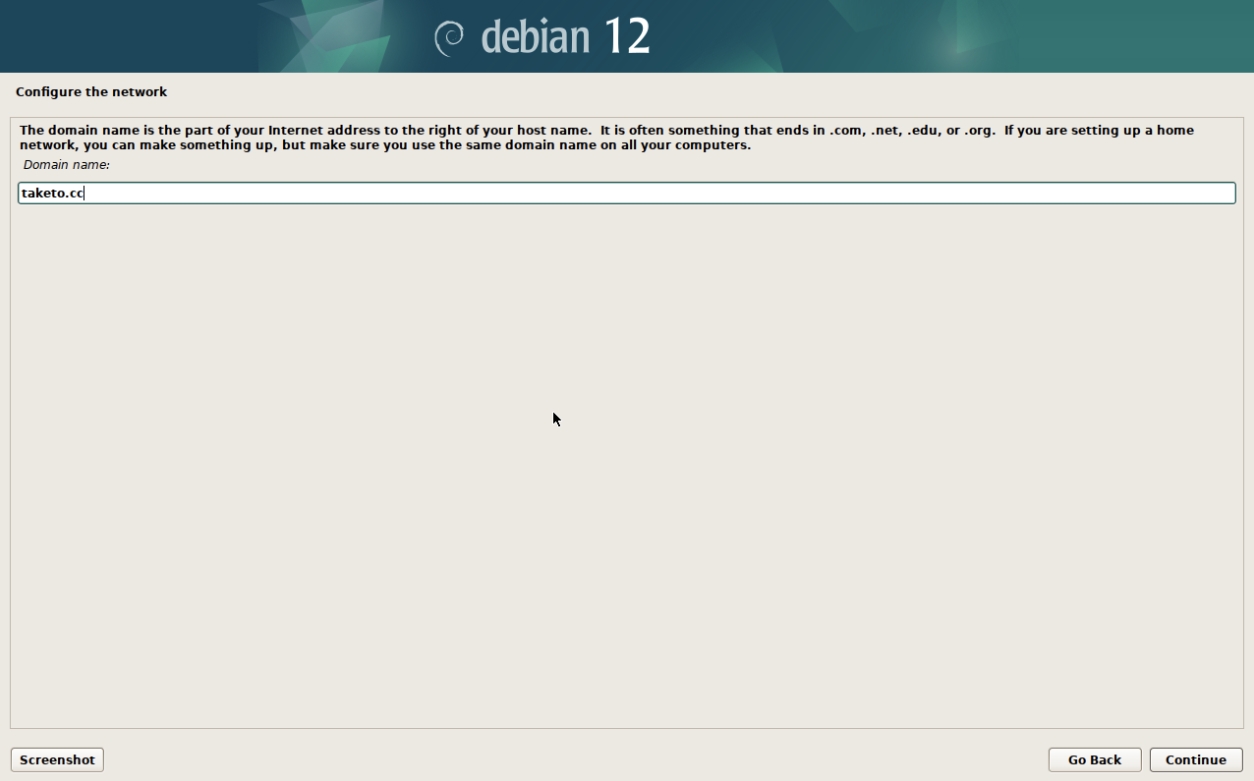 debian 12
Configure the network
The domain name is the part of your Internet address to the right of your host name.  It is often something that ends in .com, .net, .edu, or .org.  If you are setting up a home
network, you can make something up, but make sure you use the same domain name on all your computers.
Domain name:
taketo.cc
Screenshot
Go Back
Continue